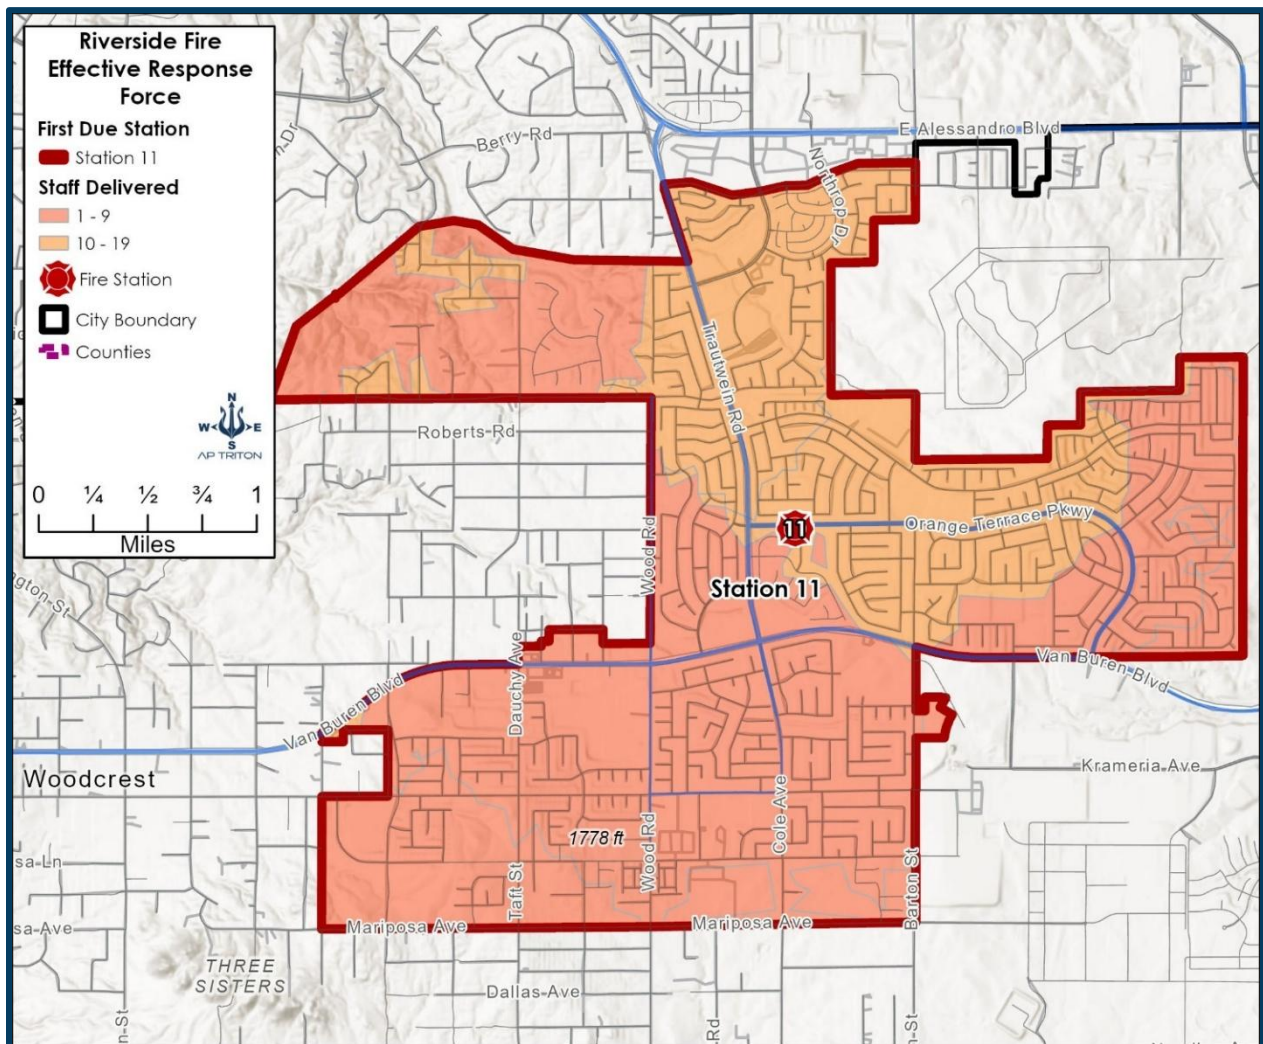 Riverside Fire
Effective Response
Force
First Due Station
Station 11
Staff Delivered
1 - 9
10 - 19
Fire Station
City Boundary
Counties
N
W E
S
AP TRITON
0 ¼ ½ ¾ 1
Miles
Berry Rd
E Alessandro Blvd
Northrop Dr
Trautwein Rd
Roberts Rd
Wood Rd
11
Orange Terrace Pkwy
Station 11
Dauchy Ave
Van Buren Blvd
Van Buren Blvd
Woodcrest
Krameria Ave
Cole Ave
1778 ft
Wood Rd
Taft St
Barton St
Mariposa Ave
Mariposa Ave
THREE
SISTERS
Dallas Ave